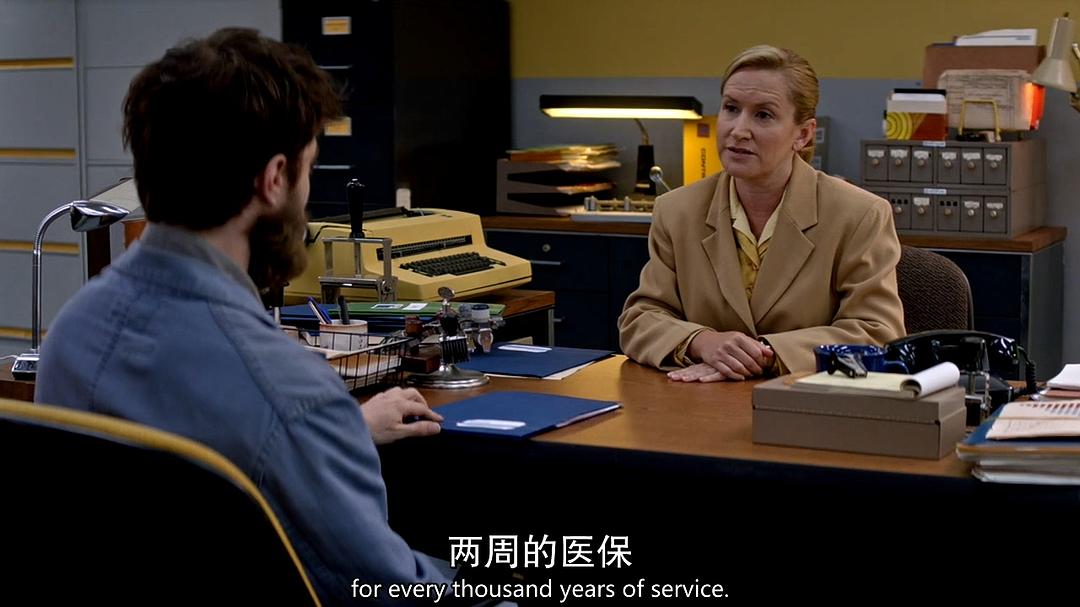 两周的医保
for every thousand years of service.